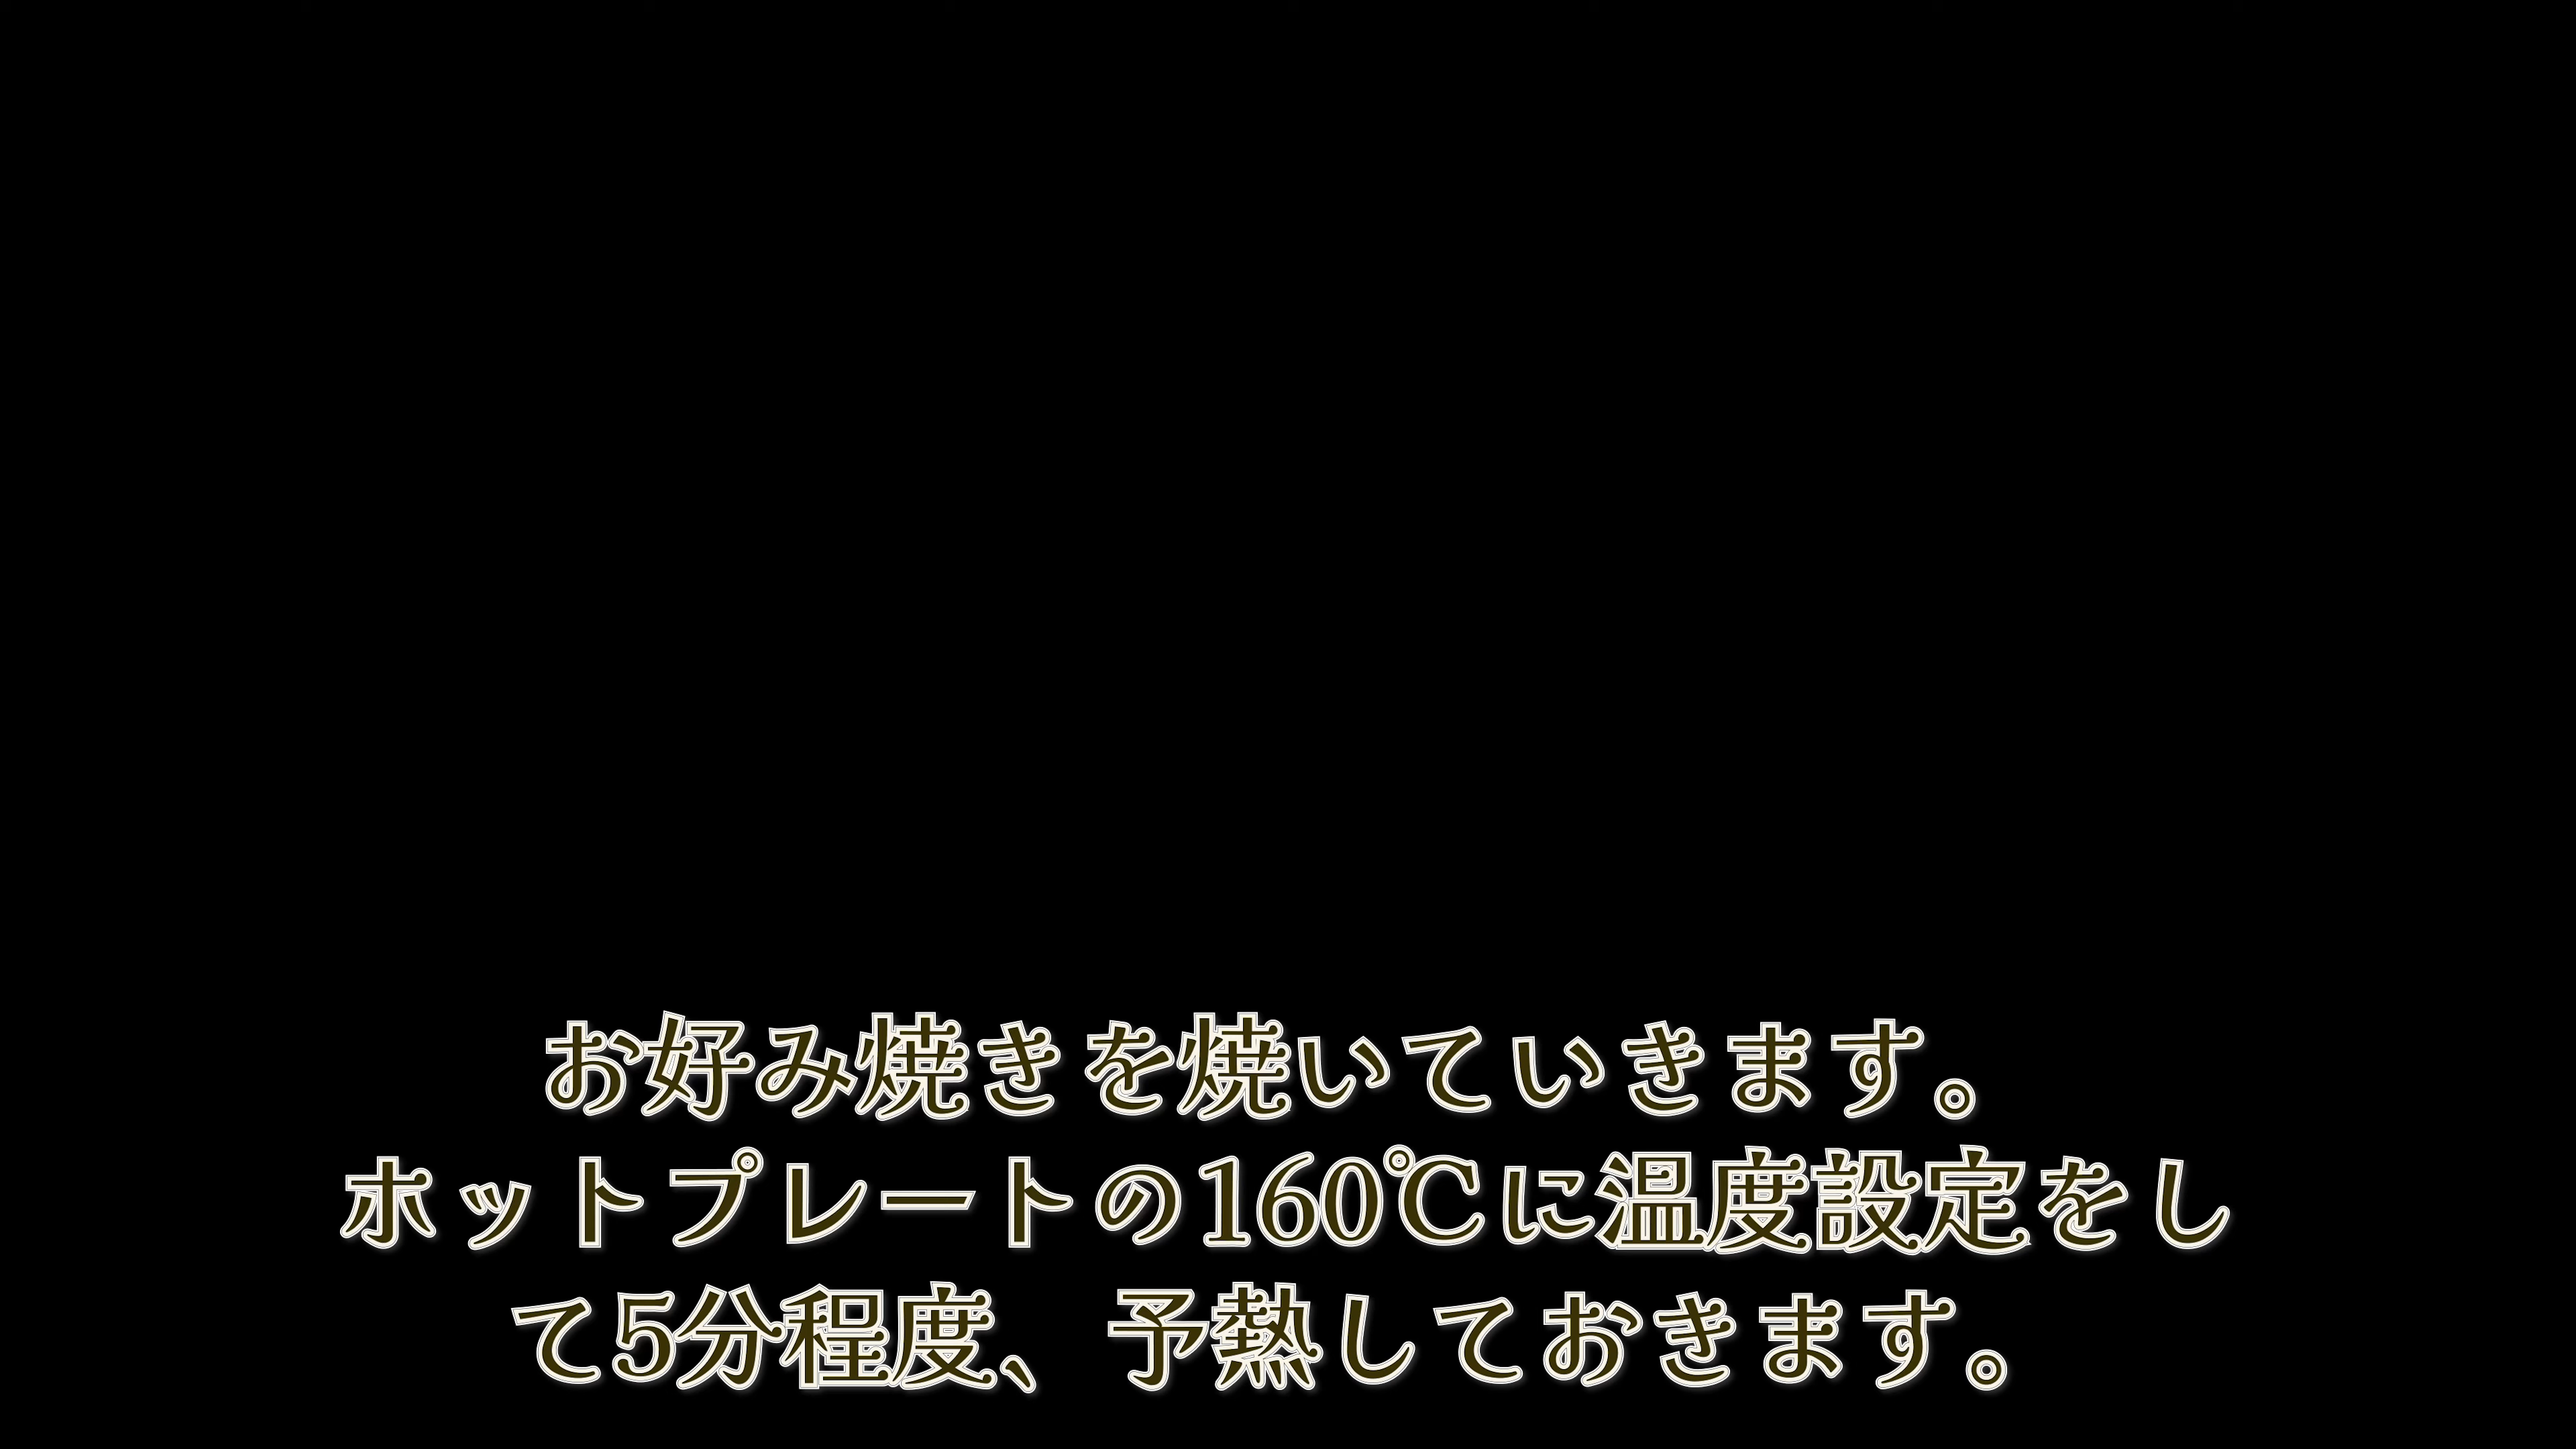 お好み焼きを焼いていきます。
ホットプレートの160℃に温度設定をし
て5分程度、予熱しておきます。